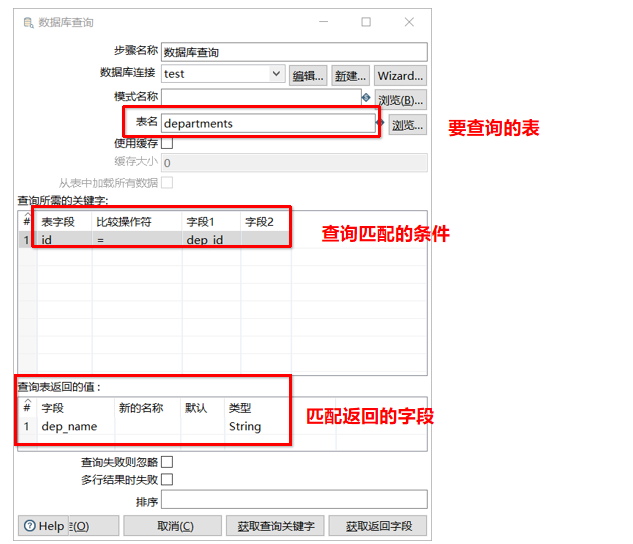 数据库查询
步骤名称 数据库查询
数据库连接 test 编辑... 新建... Wizard...
模式名称 浏览(B)...
表名 departments 浏览... 要查询的表
使用缓存
缓存大小 0
从表中加载所有数据
查询所需的关键字:
# 表字段 比较操作符 字段1 字段2
1 id = dep_id
查询匹配的条件
查询表返回的值 :
# 字段 新的名称 默认 类型
1 dep_name String
匹配返回的字段
查询失败则忽略
多行结果时失败
排序
Help (O) 取消(C) 获取查询关键字 获取返回字段